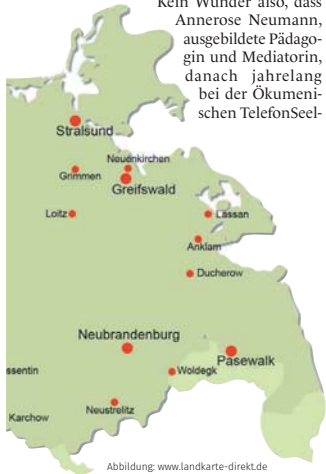 Kein Wunder also, dass
Annerose Neumann,
ausgebildete Pädago-
gin und Mediatorin,
danach jahrelang
bei der Ökumeni-
schen TelefonSeel-
Stralsund
Neuenkirchen
Grimmen
Greifswald
Loitz
Lassan
Anklam
Ducherow
Neubrandenburg
Pasewalk
ssentin
Woldegk
Neustrelitz
Karchow
Abbildung: www.landkarte-direkt.de